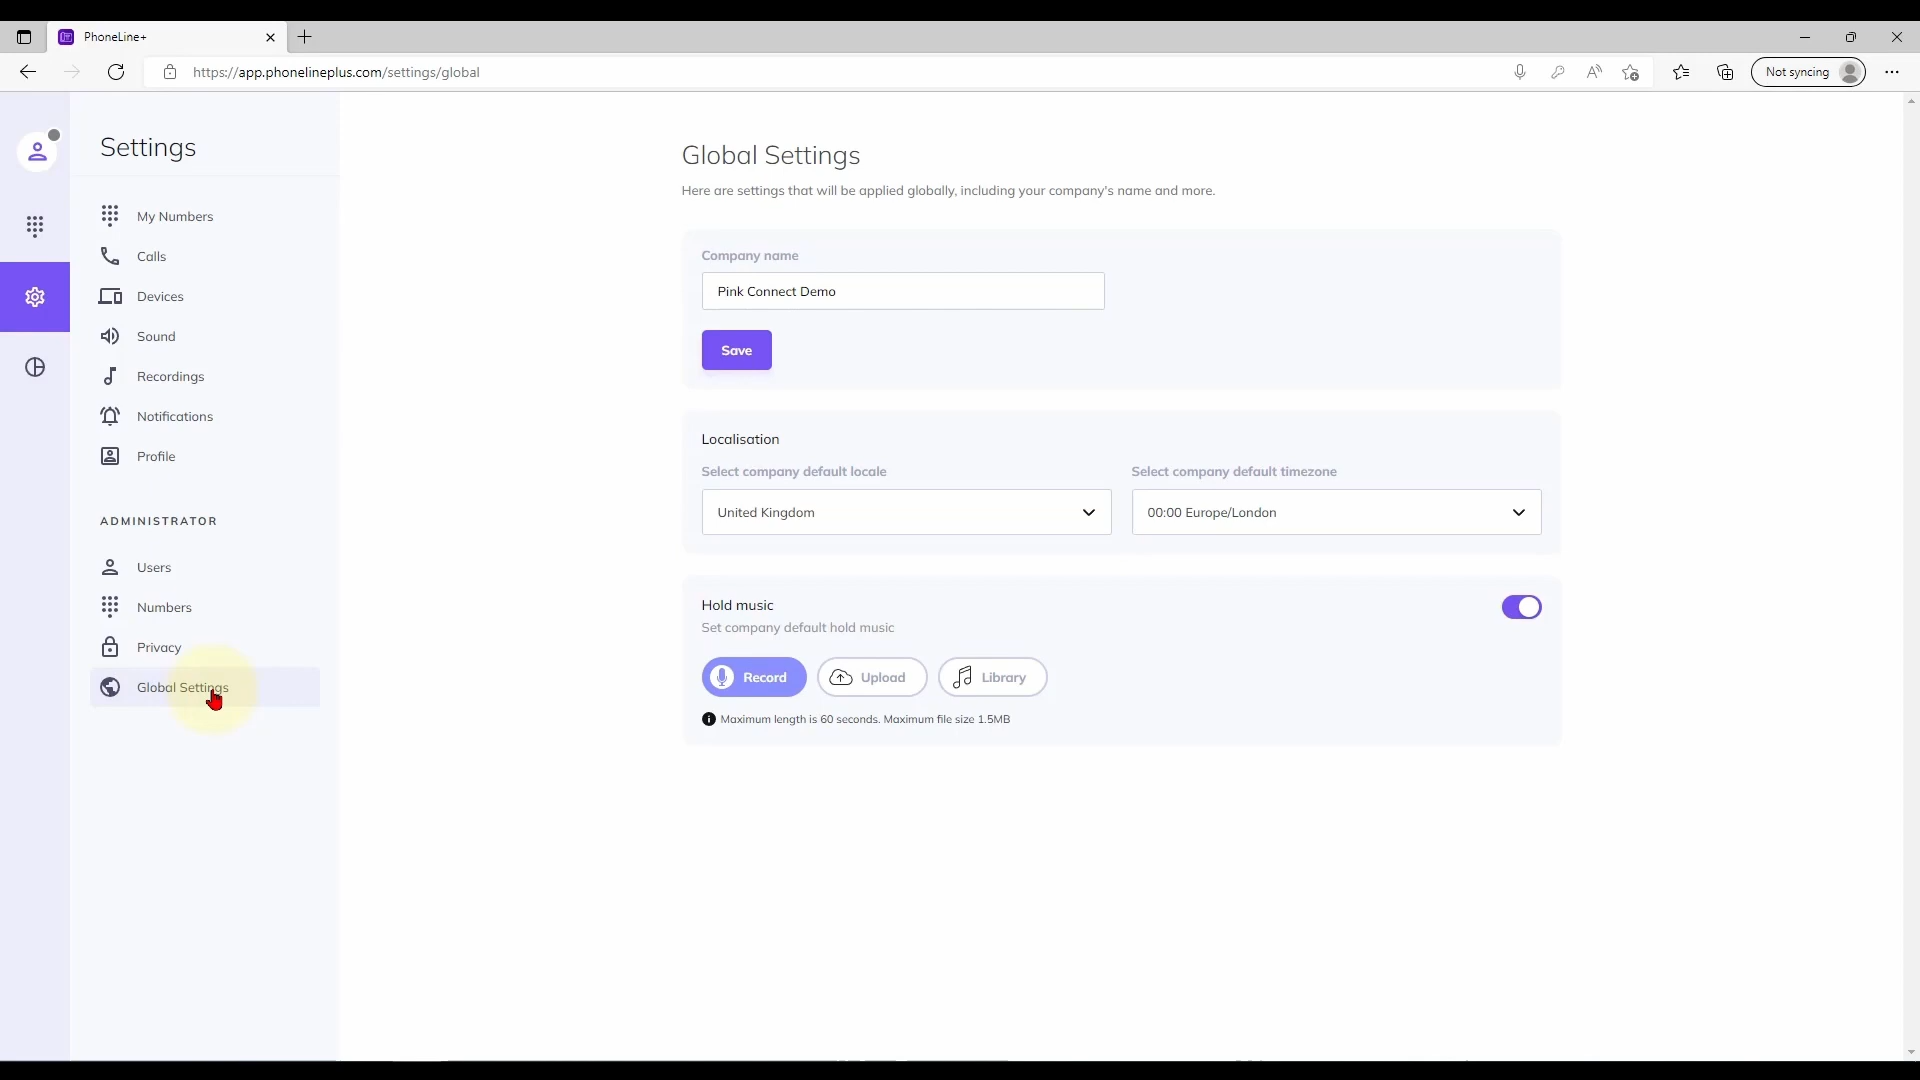 PhoneLine+
https://app.phonelineplus.com/settings/global
Not syncing
Settings
My Numbers
Calls
Devices
Sound
Recordings
Notifications
Profile
ADMINISTRATOR
Users
Numbers
Privacy
Global Settings
Global Settings
Here are settings that will be applied globally, including your company's name and more.
Company name
Pink Connect Demo
Save
Localisation
Select company default locale
Select company default timezone
United Kingdom
00:00 Europe/London
Hold music
Set company default hold music
Record
Upload
Library
Maximum length is 60 seconds. Maximum file size 1.5MB